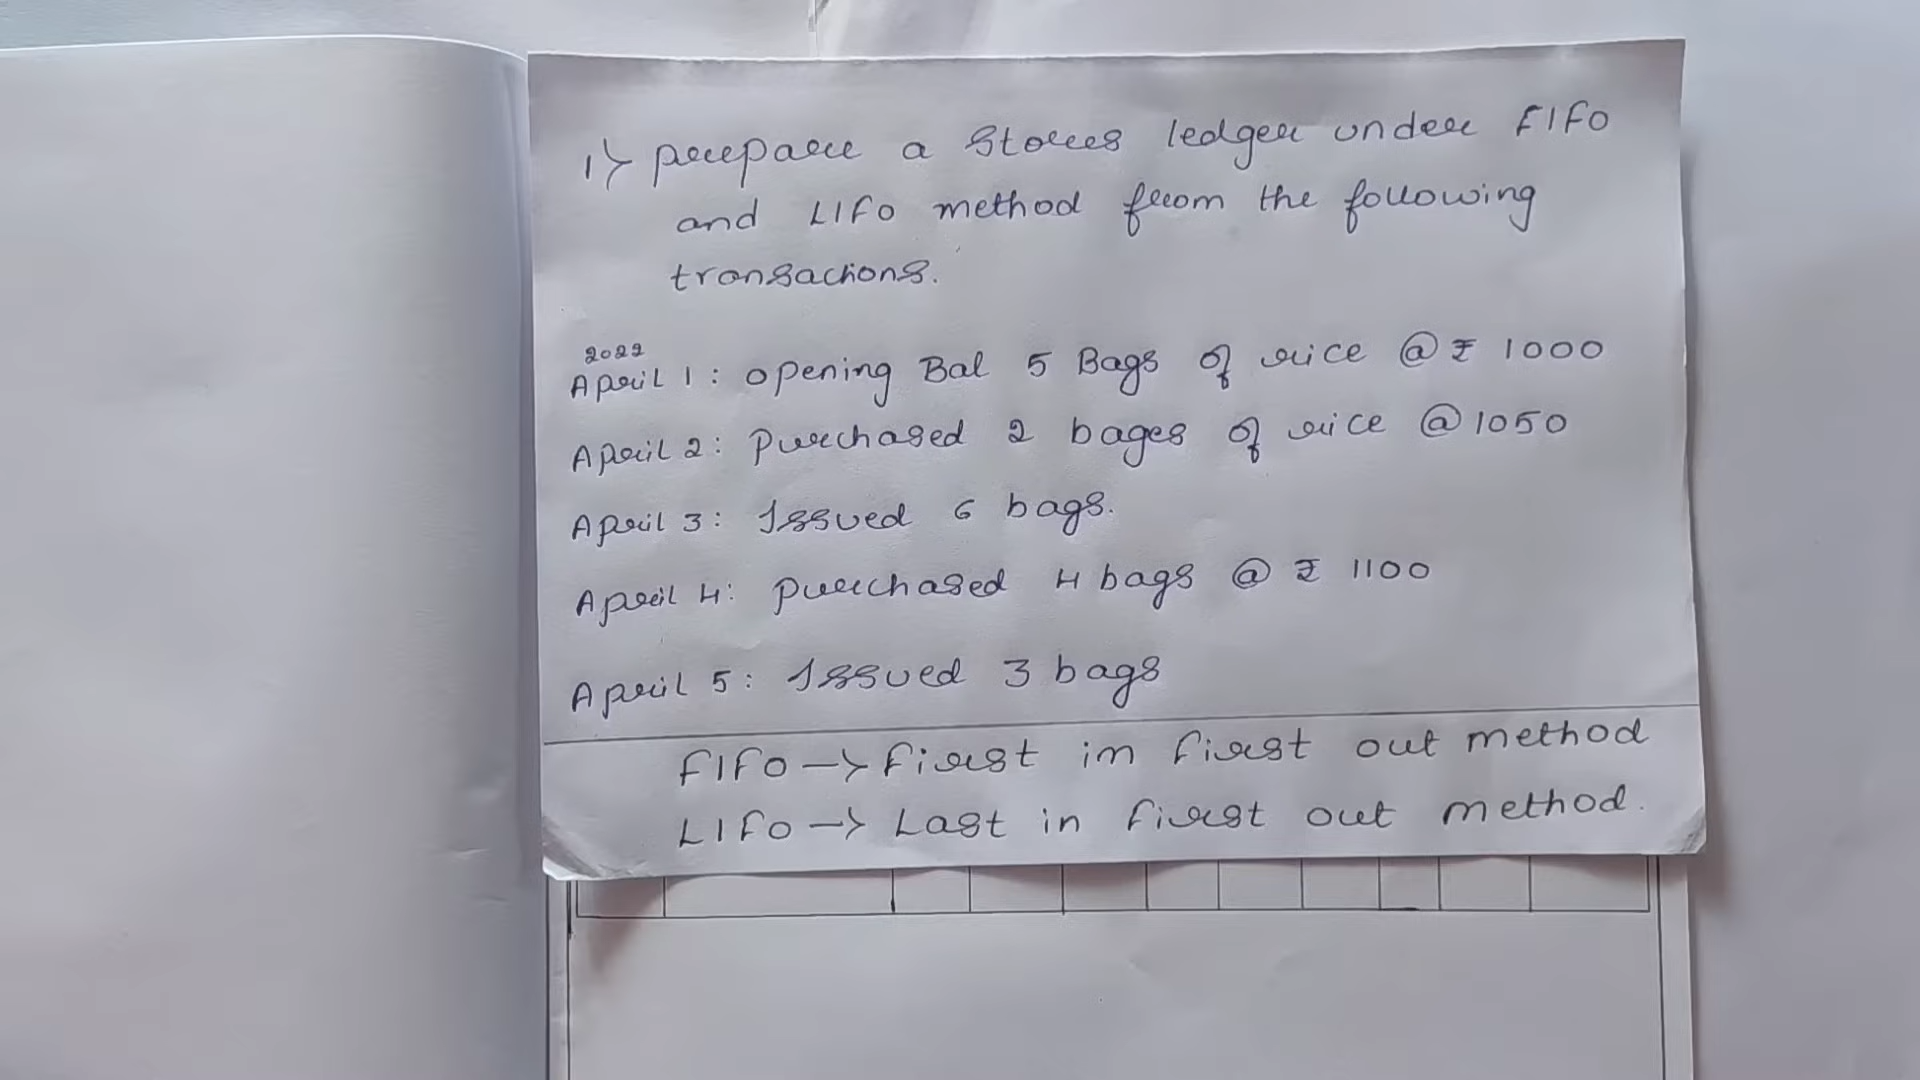 1) prepare a stores ledger under FIFO
and LIFO method from the following
transactions.
2022
April 1: opening Bal 5 Bags of rice @ ₹ 1000
April 2: purchased 2 bages of rice @ 1050
April 3: Issued 6 bags.
April 4: purchased 4 bags @ ₹ 1100
April 5: Issued 3 bags
FIFO → First in First out method
LIFO → Last in First out method.